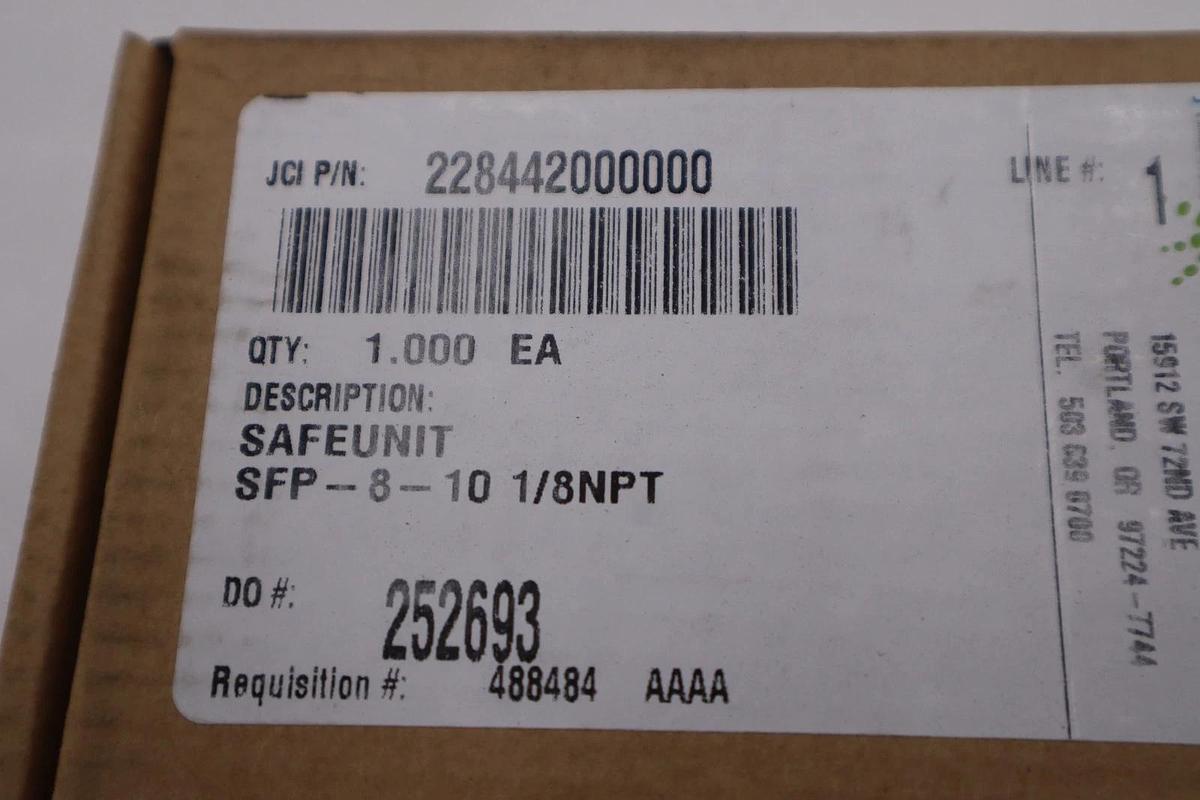 JCI P/N: 228442000000
LINE #: 1
QTY: 1.000 EA
DESCRIPTION:
SAFEUNIT
SFP-8-10 1/8NPT
DO #: 252693
Requisition #: 488484 AAAA
15912 SW 72ND AVE
PORTLAND. OR 97224-7744
TEL. 503 639 0700